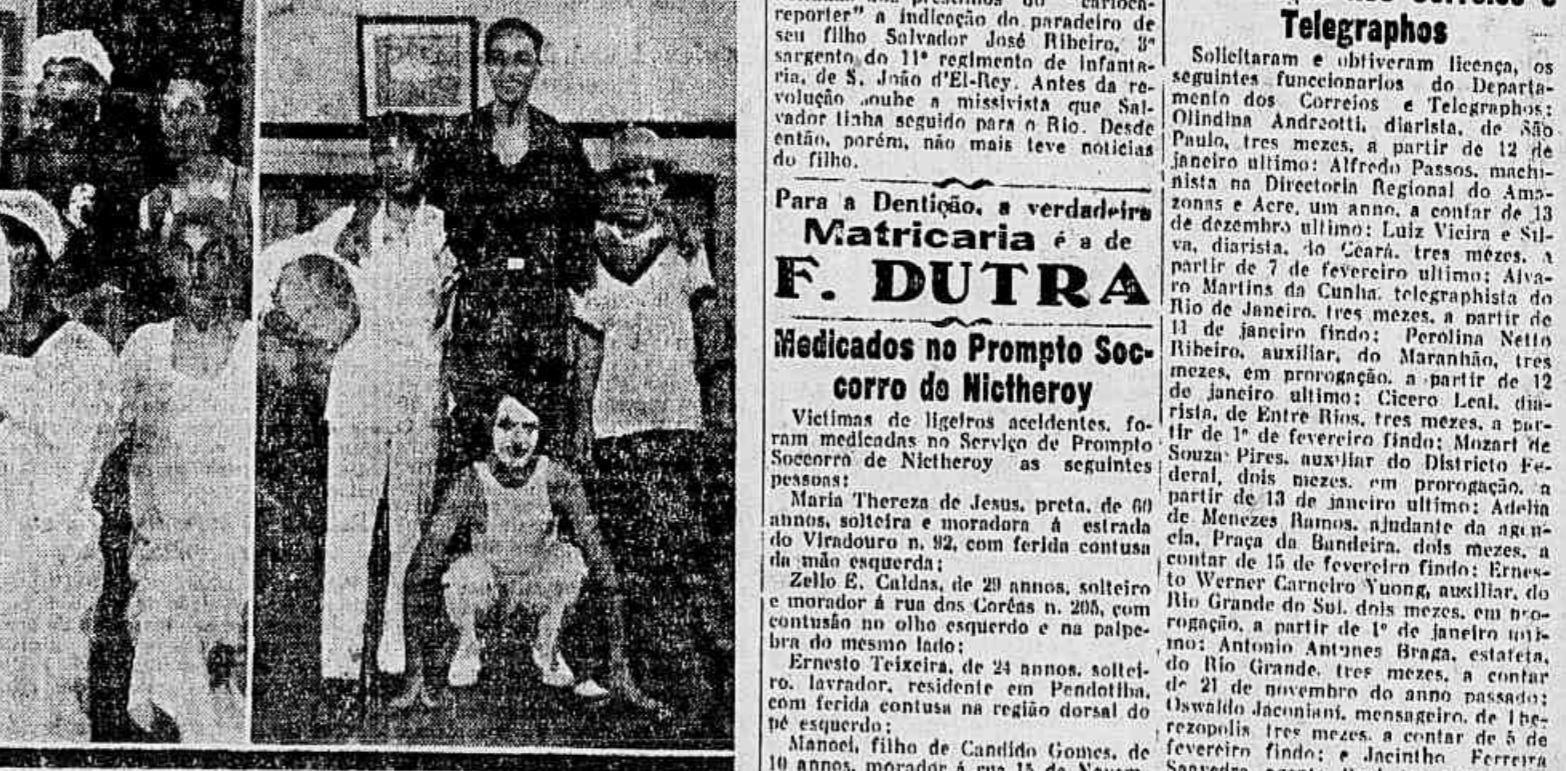 reporter" a indicação do paradeiro de
seu filho Salvador José Ribeiro, 3º
sargento do 11º regimento de infanta-
ria, de S. João d'El-Rey. Antes da re-
volução soube a missivista que Sal-
vador tinha seguido para o Rio. Desde
então, porém, não mais teve noticias
do filho.
Para a Dentição, a verdadeira
Matricaria é a de
F. DUTRA
Medicados no Prompto Soc-
corro de Nictheroy
Victimas de ligeiros accidentes, fo-
ram medicadas no Serviço de Prompto
Soccorro de Nictheroy as seguintes
pessoas:
Maria Thereza de Jesus, preta, de 60
annos, solteira e moradora á estrada
do Viradouro n. 92, com ferida contusa
da mão esquerda;
Zello E. Caldas, de 29 annos, solteiro
e morador á rua dos Corêas n. 205, com
contusão no olho esquerdo e na palpe-
bra do mesmo lado;
Ernesto Teixeira, de 24 annos, soltei-
ro, lavrador, residente em Pendotiba,
com ferida contusa na região dorsal do
pé esquerdo;
Manoel, filho de Candido Gomes, de
10 annos, morador á rua 15 de Novem-
Telegraphos
Solicitaram e obtiveram licença, os
seguintes funccionarios do Departa-
mento dos Correios e Telegraphos:
Olindina Andreotti, diarista, de São
Paulo, tres mezes, a partir de 12 de
janeiro ultimo; Alfredo Passos, machi-
nista na Directoria Regional do Ama-
zonas e Acre, um anno, a contar de 13
de dezembro ultimo; Luiz Vieira e Sil-
va, diarista, do Ceará, tres mezes, a
partir de 7 de fevereiro ultimo; Alva-
ro Martins da Cunha, telegraphista do
Rio de Janeiro, tres mezes, a partir de
11 de janeiro findo; Perolina Netto
Ribeiro, auxiliar, do Maranhão, tres
mezes, em prorogação, a partir de 12
de janeiro ultimo; Cicero Leal, dia-
rista, de Entre Rios, tres mezes, a par-
tir de 1º de fevereiro findo; Mozart de
Souza Pires, auxiliar do Districto Fe-
deral, dois mezes, em prorogação, a
partir de 13 de janeiro ultimo; Adelia
de Menezes Ramos, ajudante da agen-
cia, Praça da Bandeira, dois mezes, a
contar de 15 de fevereiro findo; Ernes-
to Werner Carneiro Yuong, auxiliar, do
Rio Grande do Sul, dois mezes, em pro-
rogação, a partir de 1º de janeiro ulti-
mo; Antonio Antunes Braga, estafeta,
do Rio Grande, tres mezes, a contar
de 21 de novembro do anno passado;
Oswaldo Jaconiani, mensageiro, de The-
rezopolis tres mezes, a contar de 5 de
fevereiro findo; e Jacintho Ferreira